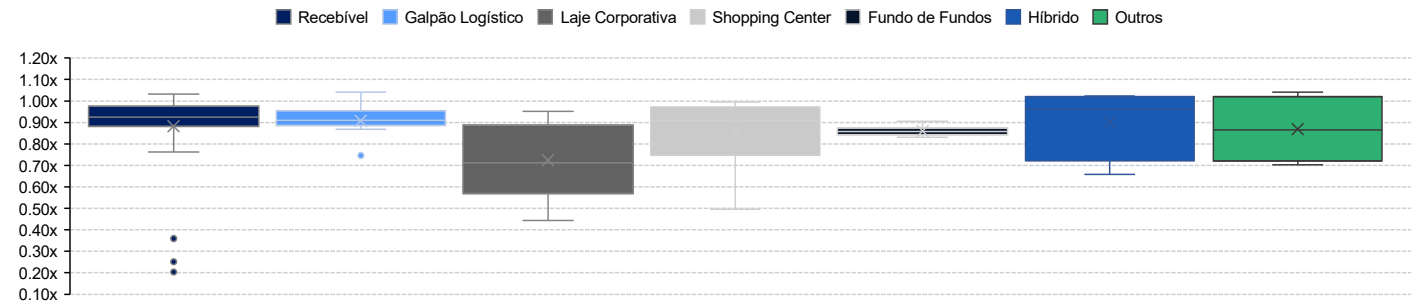 Recebível Galpão Logístico Laje Corporativa Shopping Center Fundo de Fundos Híbrido Outros
1.20x
1.10x
1.00x
0.90x
0.80x
0.70x
0.60x
0.50x
0.40x
0.30x
0.20x
0.10x